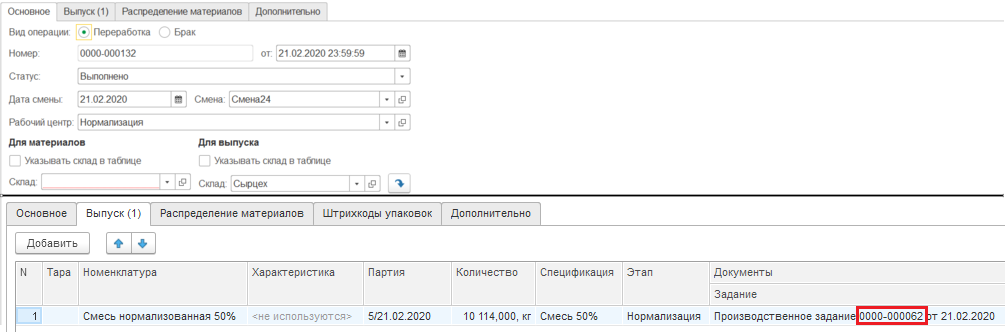 Основное Выпуск (1) Распределение материалов Дополнительно
Вид операции: Переработка Брак
Номер: 0000-000132 от: 21.02.2020 23:59:59
Статус: Выполнено
Дата смены: 21.02.2020 Смена: Смена24
Рабочий центр: Нормализация
Для материалов Для выпуска
Указывать склад в таблице Указывать склад в таблице
Склад: Склад: Сырцех
Основное Выпуск (1) Распределение материалов Штрихкоды упаковок Дополнительно
Добавить
N Тара Номенклатура Характеристика Партия Количество Спецификация Этап Документы
Задание
1 Смесь нормализованная 50% <не используются> 5/21.02.2020 10 114,000, кг Смесь 50% Нормализация Производственное задание 0000-000062 от 21.02.2020